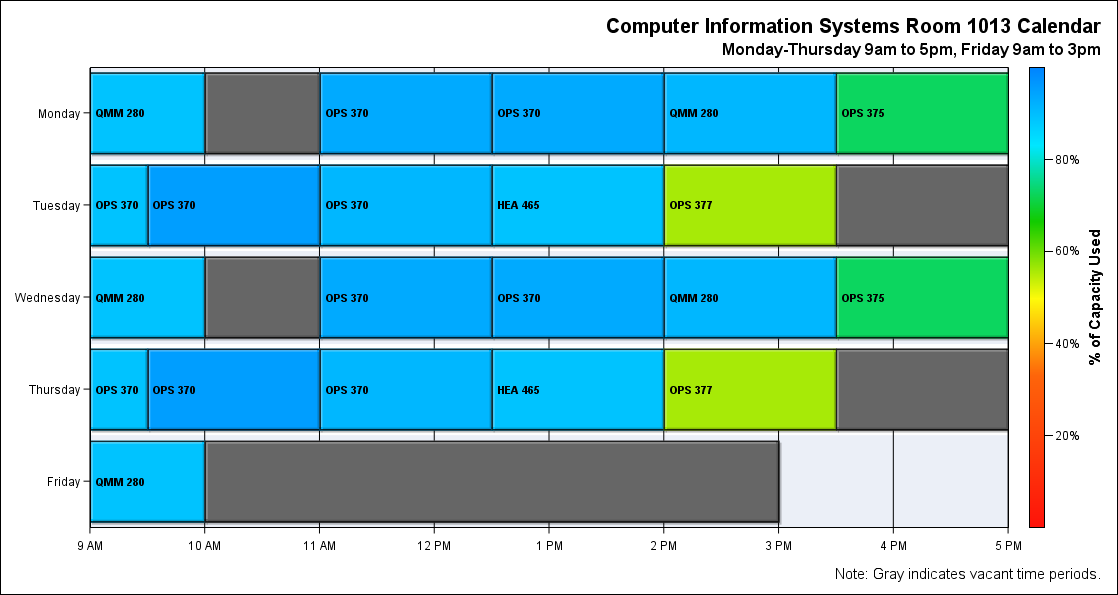 Computer Information Systems Room 1013 Calendar
Monday-Thursday 9am to 5pm, Friday 9am to 3pm
Monday QMM 280 OPS 370 OPS 370 QMM 280 OPS 375
Tuesday OPS 370 OPS 370 OPS 370 HEA 465 OPS 377
Wednesday QMM 280 OPS 370 OPS 370 QMM 280 OPS 375
Thursday OPS 370 OPS 370 OPS 370 HEA 465 OPS 377
Friday QMM 280
9 AM 10 AM 11 AM 12 PM 1 PM 2 PM 3 PM 4 PM 5 PM
80%
60%
40%
20%
% of Capacity Used
Note: Gray indicates vacant time periods.